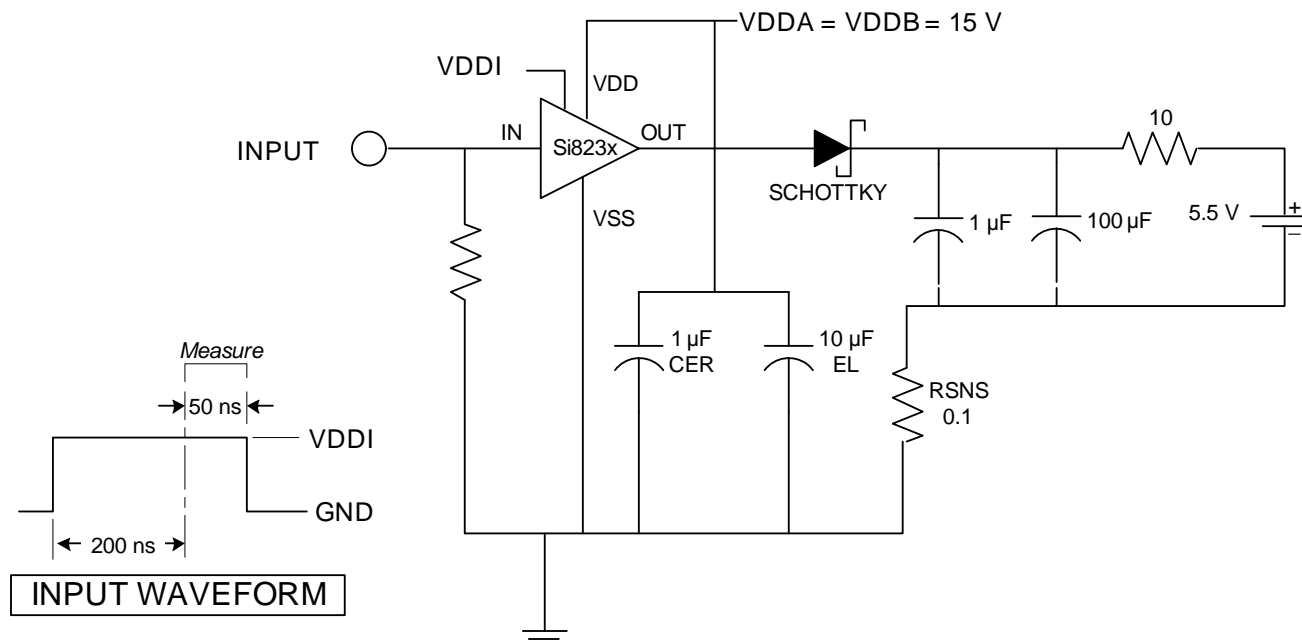 VDDA = VDDB = 15 V
VDDI
VDD
IN
OUT
10
INPUT
Si823x
SCHOTTKY
VSS
1 µF
100 µF
5.5 V
+
–
1 µF
CER
10 µF
EL
RSNS
0.1
Measure
50 ns
VDDI
GND
200 ns
INPUT WAVEFORM